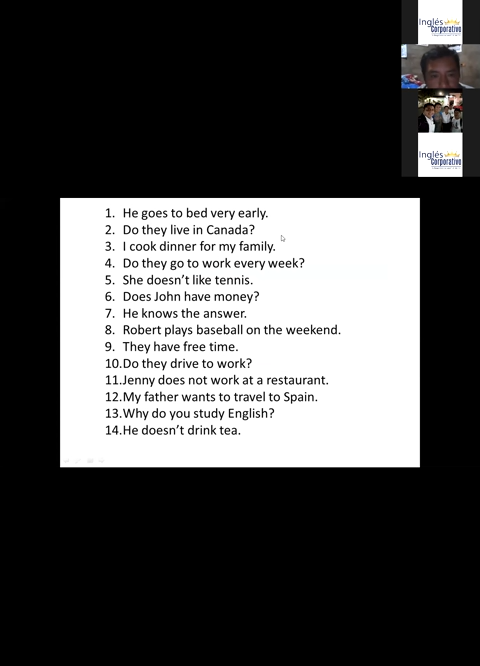 Inglés
Corporativo
Inglés
Corporativo
1. He goes to bed very early.
2. Do they live in Canada?
3. I cook dinner for my family.
4. Do they go to work every week?
5. She doesn't like tennis.
6. Does John have money?
7. He knows the answer.
8. Robert plays baseball on the weekend.
9. They have free time.
10.Do they drive to work?
11.Jenny does not work at a restaurant.
12.My father wants to travel to Spain.
13.Why do you study English?
14.He doesn't drink tea.